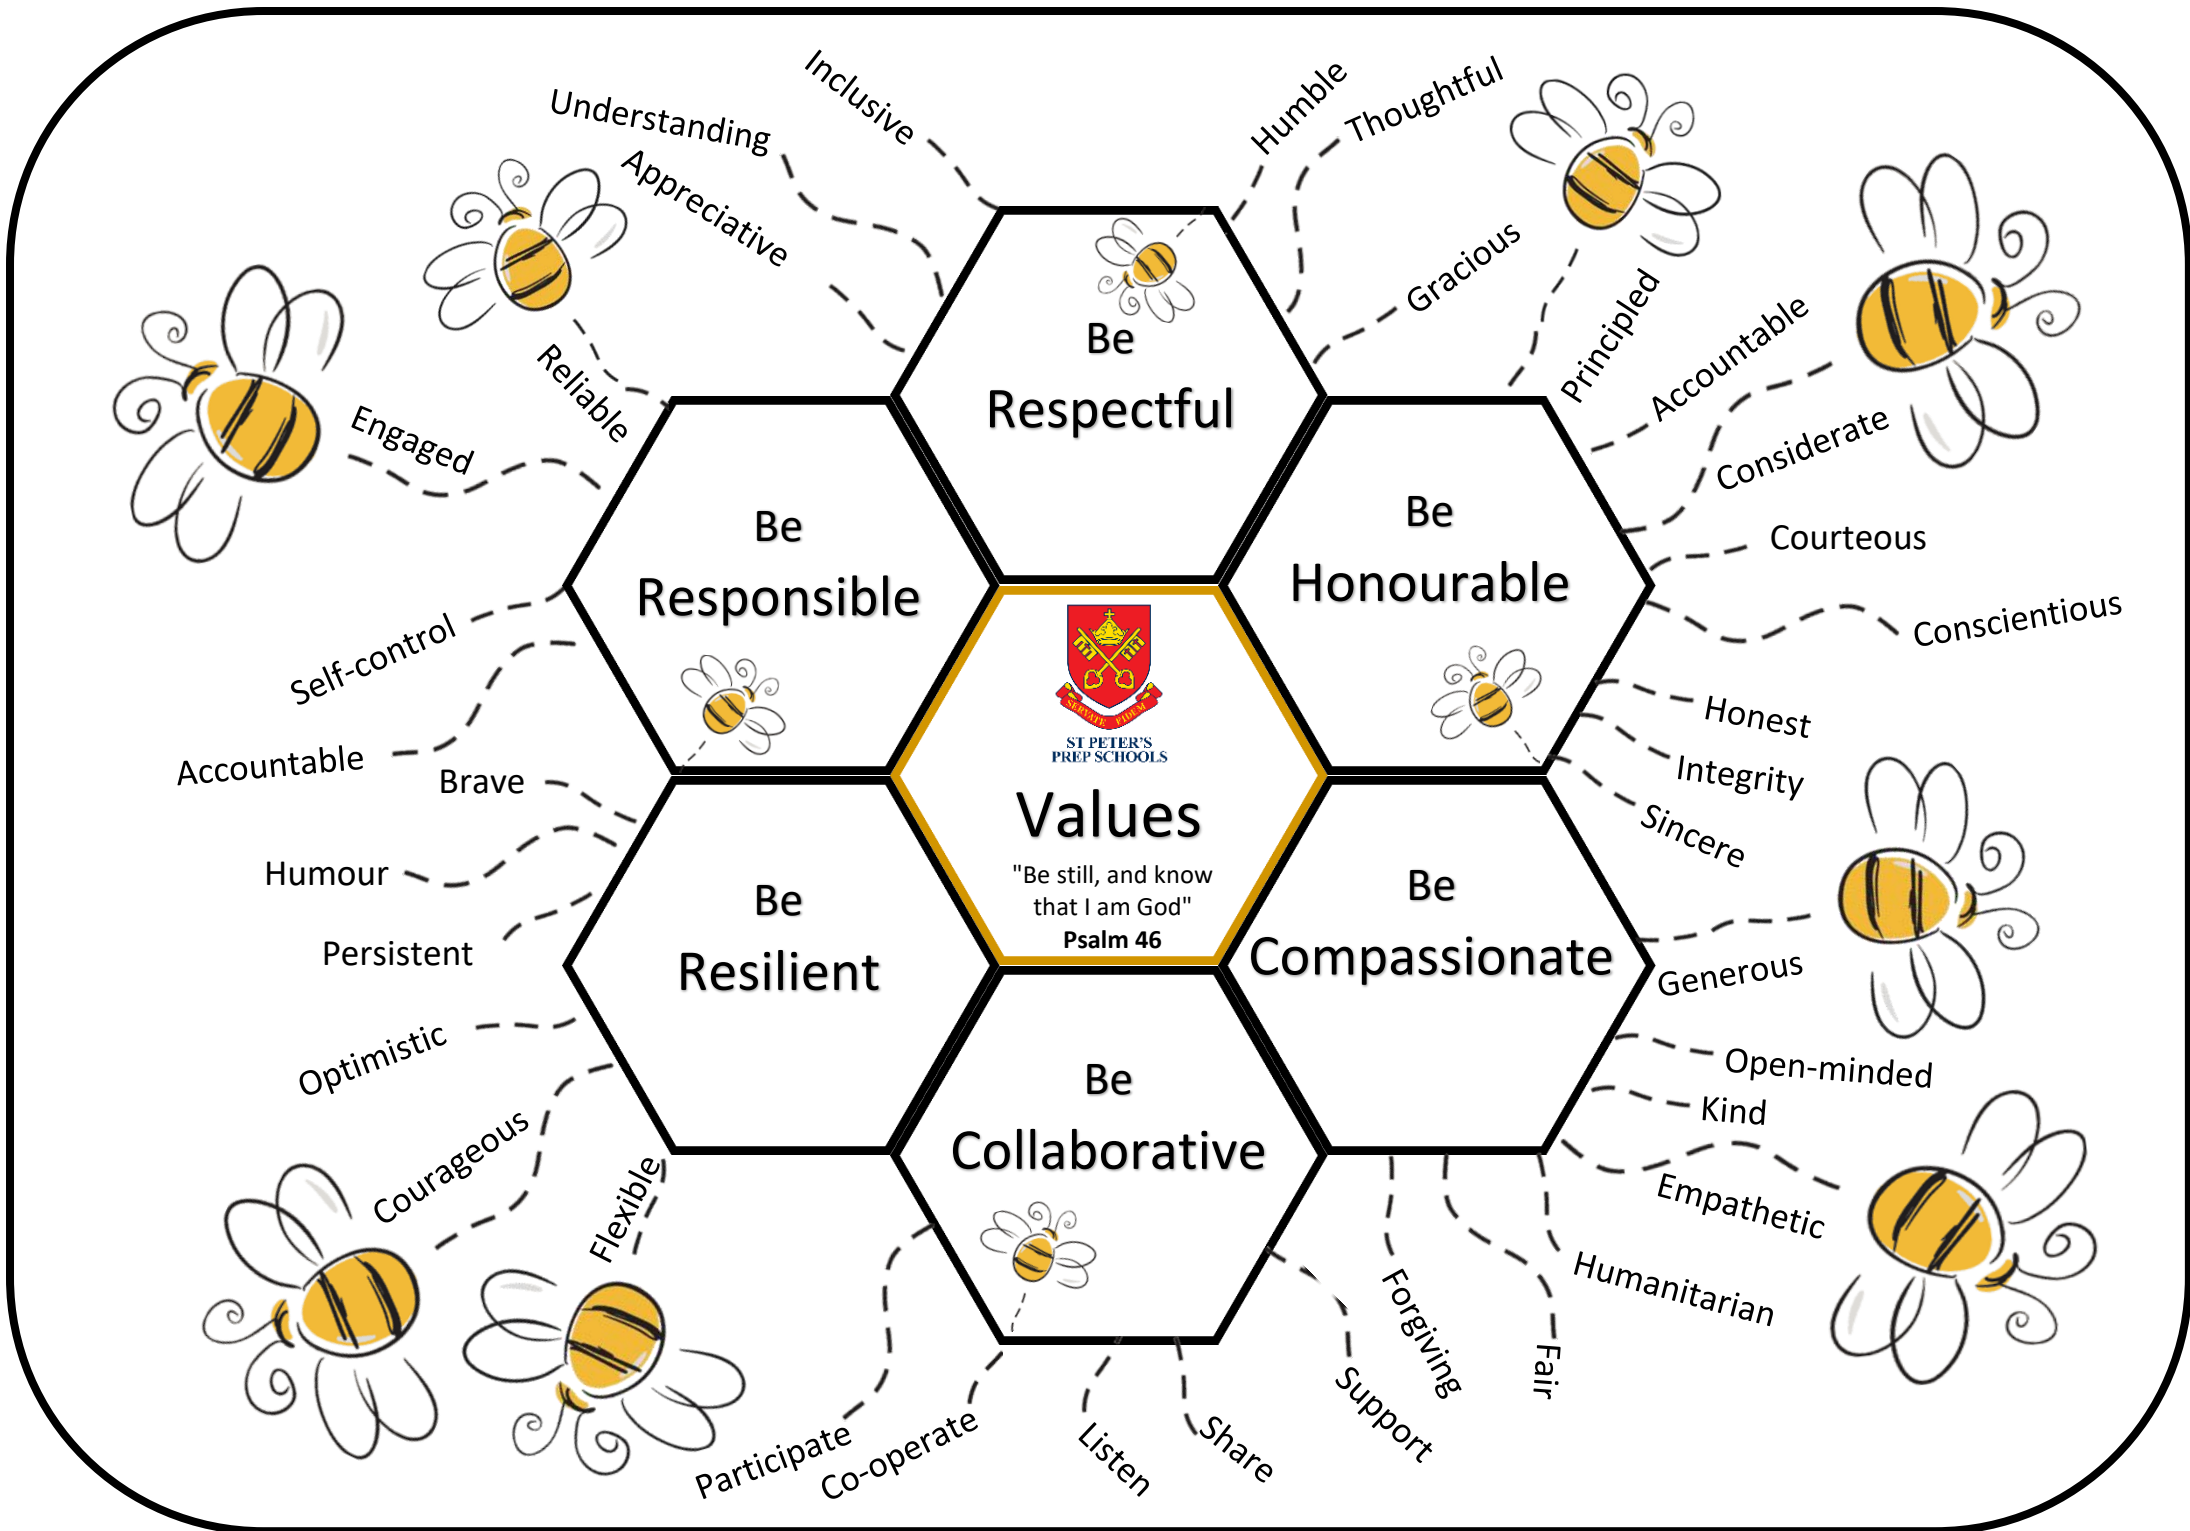 Inclusive
Understanding
Appreciative
Humble
Thoughtful
Gracious
Be
Respectful
Reliable
Engaged
Self-control
Accountable
Be
Responsible
Principled
Accountable
Considerate
Courteous
Conscientious
Honest
Integrity
Sincere
Be
Honourable
SERVATE FIDEM
ST PETER'S
PREP SCHOOLS
Values
"Be still, and know
that I am God"
Psalm 46
Brave
Humour
Persistent
Optimistic
Courageous
Flexible
Be
Resilient
Be
Compassionate
Generous
Open-minded
Kind
Empathetic
Humanitarian
Fair
Forgiving
Be
Collaborative
Participate
Co-operate
Listen
Share
Support